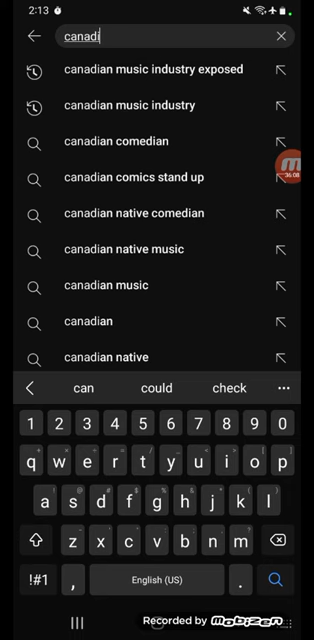 2:13
canadi
canadian music industry exposed
canadian music industry
canadian comedian
canadian comics stand up
36:08
canadian native comedian
canadian native music
canadian music
canadian
canadian native
can could check
1 2 3 4 5 6 7 8 9 0
q w e r t y u i o p
a s d f g h j k l
z x c v b n m
!#1 , English (US) .
Recorded by mobizen